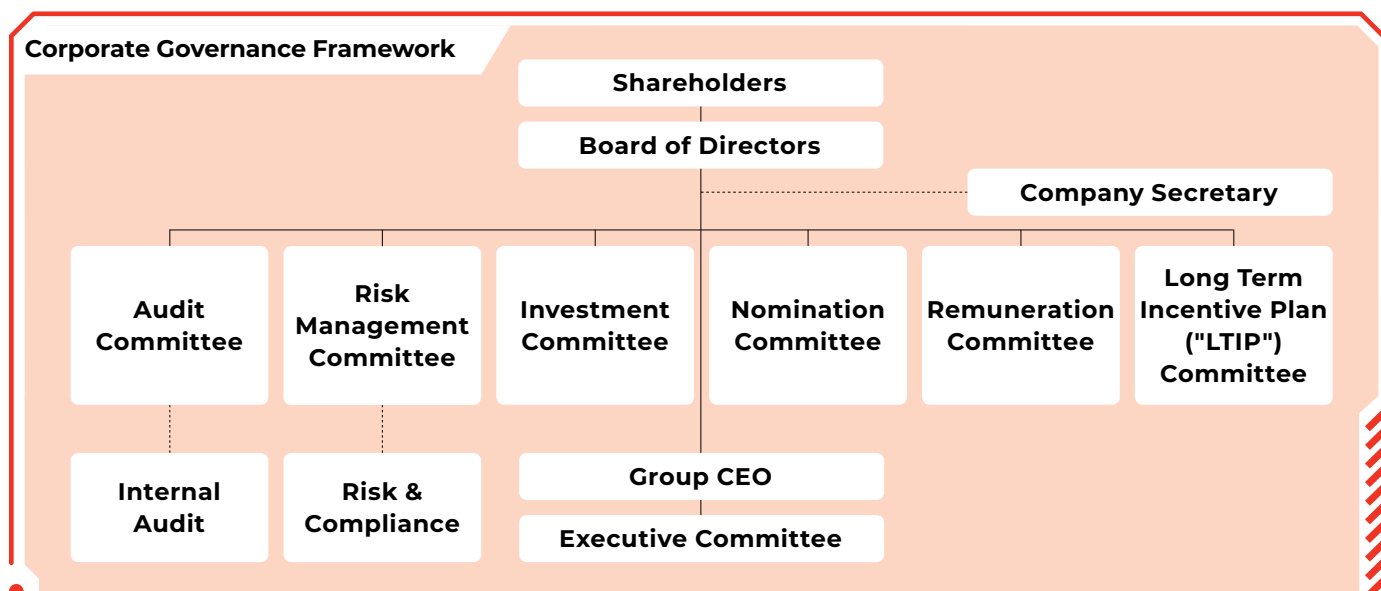 Corporate Governance Framework
Shareholders
Board of Directors
Company Secretary
Audit
Committee
Risk
Management
Committee
Investment
Committee
Nomination
Committee
Remuneration
Committee
Long Term
Incentive Plan
("LTIP")
Committee
Internal
Audit
Risk &
Compliance
Group CEO
Executive Committee